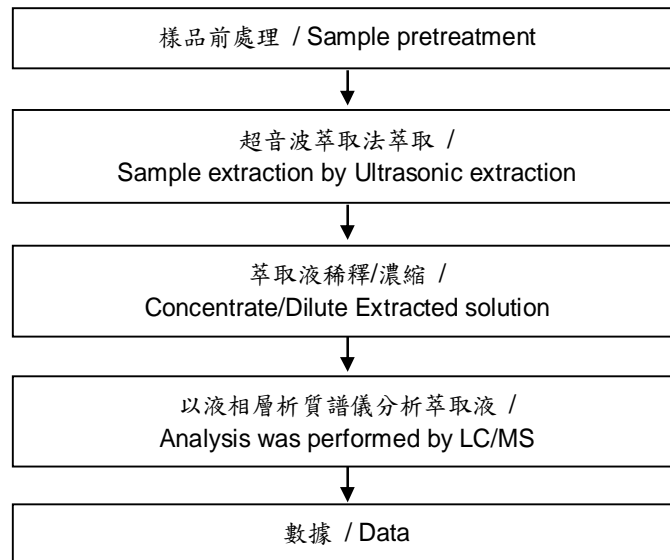 樣品前處理 / Sample pretreatment
超音波萃取法萃取 /
Sample extraction by Ultrasonic extraction
萃取液稀釋/濃縮 /
Concentrate/Dilute Extracted solution
以液相層析質譜儀分析萃取液 /
Analysis was performed by LC/MS
數據 / Data